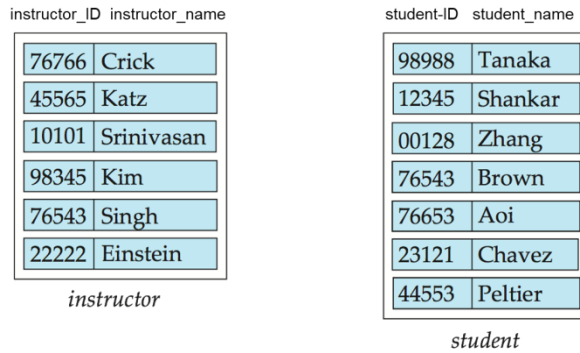 instructor_ID instructor_name
76766 Crick
45565 Katz
10101 Srinivasan
98345 Kim
76543 Singh
22222 Einstein
instructor
student-ID student_name
98988 Tanaka
12345 Shankar
00128 Zhang
76543 Brown
76653 Aoi
23121 Chavez
44553 Peltier
student